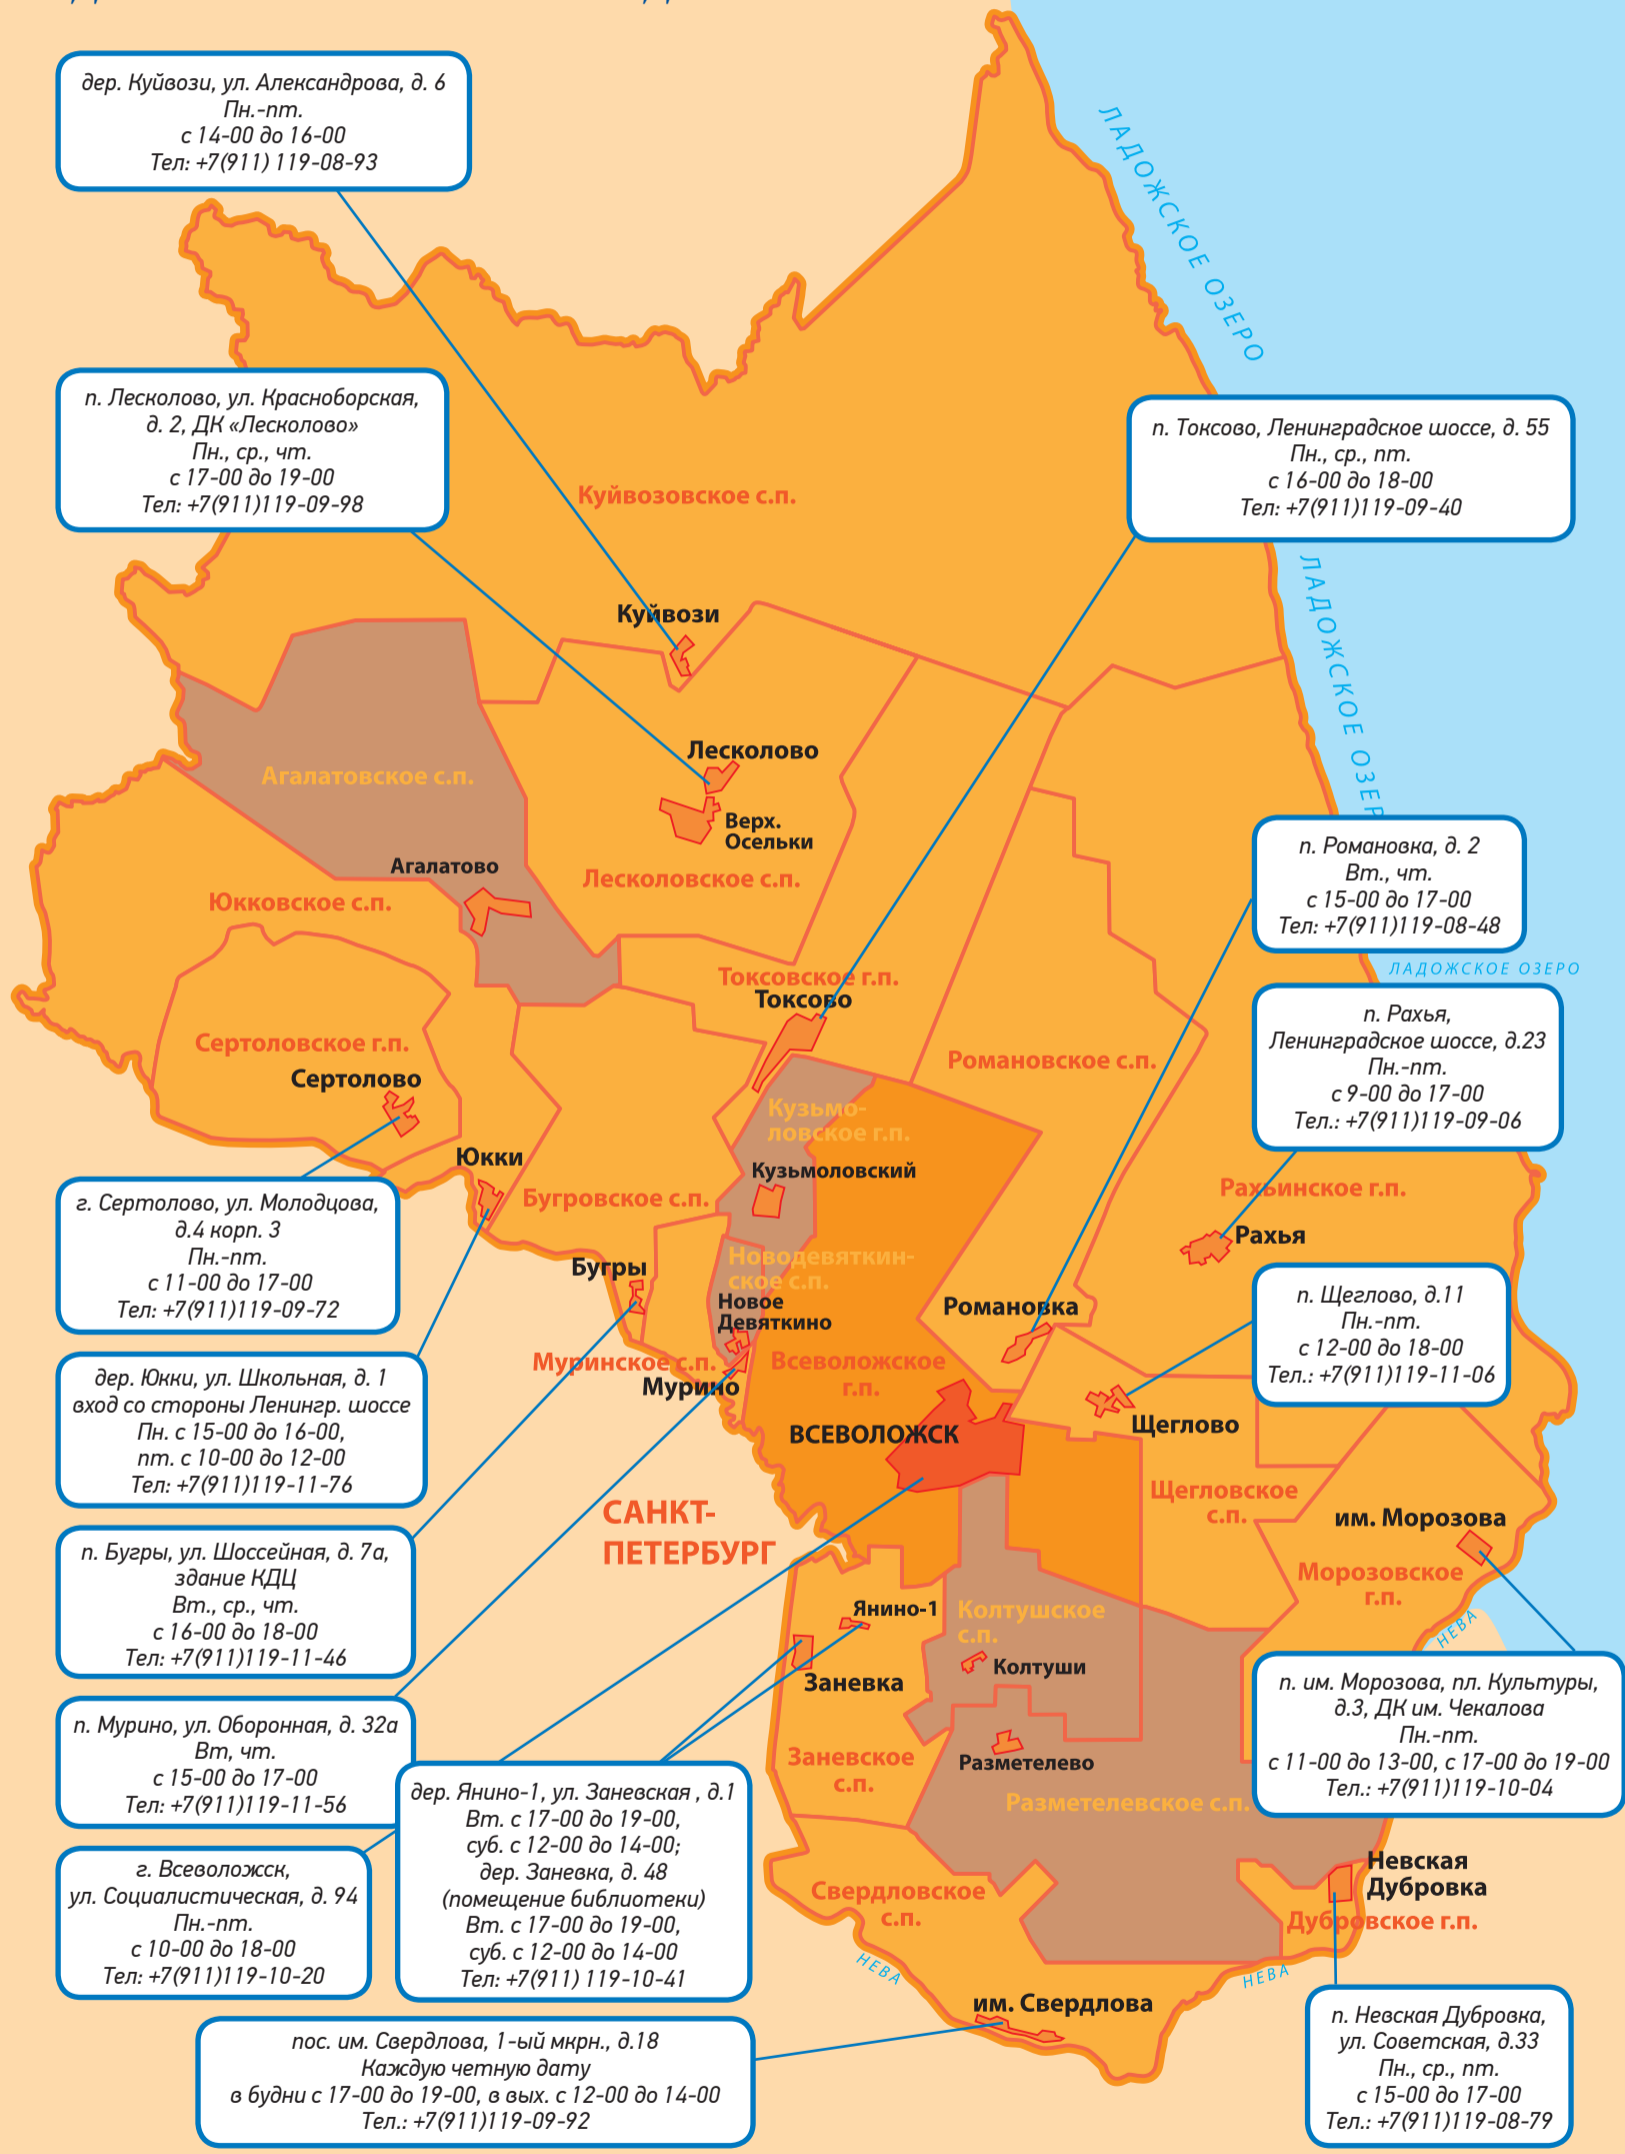 дер. Куйвози, ул. Александрова, д. 6
Пн.-пт.
с 14-00 до 16-00
Тел: +7(911) 119-08-93
ЛАДОЖСКОЕ ОЗЕРО
п. Лесколово, ул. Красноборская,
д. 2, ДК «Лесколово»
Пн., ср., чт.
с 17-00 до 19-00
Тел: +7(911)119-09-98
п. Токсово, Ленинградское шоссе, д. 55
Пн., ср., пт.
с 16-00 до 18-00
Тел: +7(911)119-09-40
Куйвозовское с.п.
ЛАДОЖСКОЕ ОЗЕР
Куйвози
Лесколово
Агалатовское с.п.
Верх.
Осельки
Агалатово
Лесколовское с.п.
Юкковское с.п.
п. Романовка, д. 2
Вт., чт.
с 15-00 до 17-00
Тел: +7(911)119-08-48
ЛАДОЖСКОЕ ОЗЕРО
Токсовское г.п.
Токсово
п. Рахья,
Ленинградское шоссе, д.23
Пн.-пт.
с 9-00 до 17-00
Тел.: +7(911)119-09-06
Сертоловское г.п.
Сертолово
Романовское с.п.
Кузьмо-
ловское г.п.
Юкки
Кузьмоловский
Бугровское с.п.
Рахьинское г.п.
Рахья
г. Сертолово, ул. Молодцова,
д.4 корп. 3
Пн.-пт.
с 11-00 до 17-00
Тел: +7(911)119-09-72
Новодевяткин-
ское с.п.
Бугры
Новое
Девяткино
Романовка
п. Щеглово, д.11
Пн.-пт.
с 12-00 до 18-00
Тел.: +7(911)119-11-06
Муринское с.п.
Мурино
Всеволожское
г.п.
дер. Юкки, ул. Школьная, д. 1
вход со стороны Ленингр. шоссе
Пн. с 15-00 до 16-00,
пт. с 10-00 до 12-00
Тел: +7(911)119-11-76
ВСЕВОЛОЖСК
Щеглово
Щегловское
с.п.
САНКТ-
ПЕТЕРБУРГ
им. Морозова
Морозовское
г.п.
п. Бугры, ул. Шоссейная, д. 7а,
здание КДЦ
Вт., ср., чт.
с 16-00 до 18-00
Тел: +7(911)119-11-46
Янино-1
Колтушское
с.п.
НЕВА
Колтуши
Заневка
п. Мурино, ул. Оборонная, д. 32а
Вт, чт.
с 15-00 до 17-00
Тел: +7(911)119-11-56
п. им. Морозова, пл. Культуры,
д.3, ДК им. Чекалова
Пн.-пт.
с 11-00 до 13-00, с 17-00 до 19-00
Тел.: +7(911)119-10-04
Заневское
с.п.
Разметелево
Разметелевское с.п.
дер. Янино-1, ул. Заневская , д.1
Вт. с 17-00 до 19-00,
суб. с 12-00 до 14-00;
дер. Заневка, д. 48
(помещение библиотеки)
Вт. с 17-00 до 19-00,
суб. с 12-00 до 14-00
Тел: +7(911) 119-10-41
г. Всеволожск,
ул. Социалистическая, д. 94
Пн.-пт.
с 10-00 до 18-00
Тел: +7(911)119-10-20
Свердловское
с.п.
Невская
Дубровка
Дубровское г.п.
НЕВА
НЕВА
им. Свердлова
пос. им. Свердлова, 1-ый мкрн., д.18
Каждую четную дату
в будни с 17-00 до 19-00, в вых. с 12-00 до 14-00
Тел.: +7(911)119-09-92
п. Невская Дубровка,
ул. Советская, д.33
Пн., ср., пт.
с 15-00 до 17-00
Тел.: +7(911)119-08-79